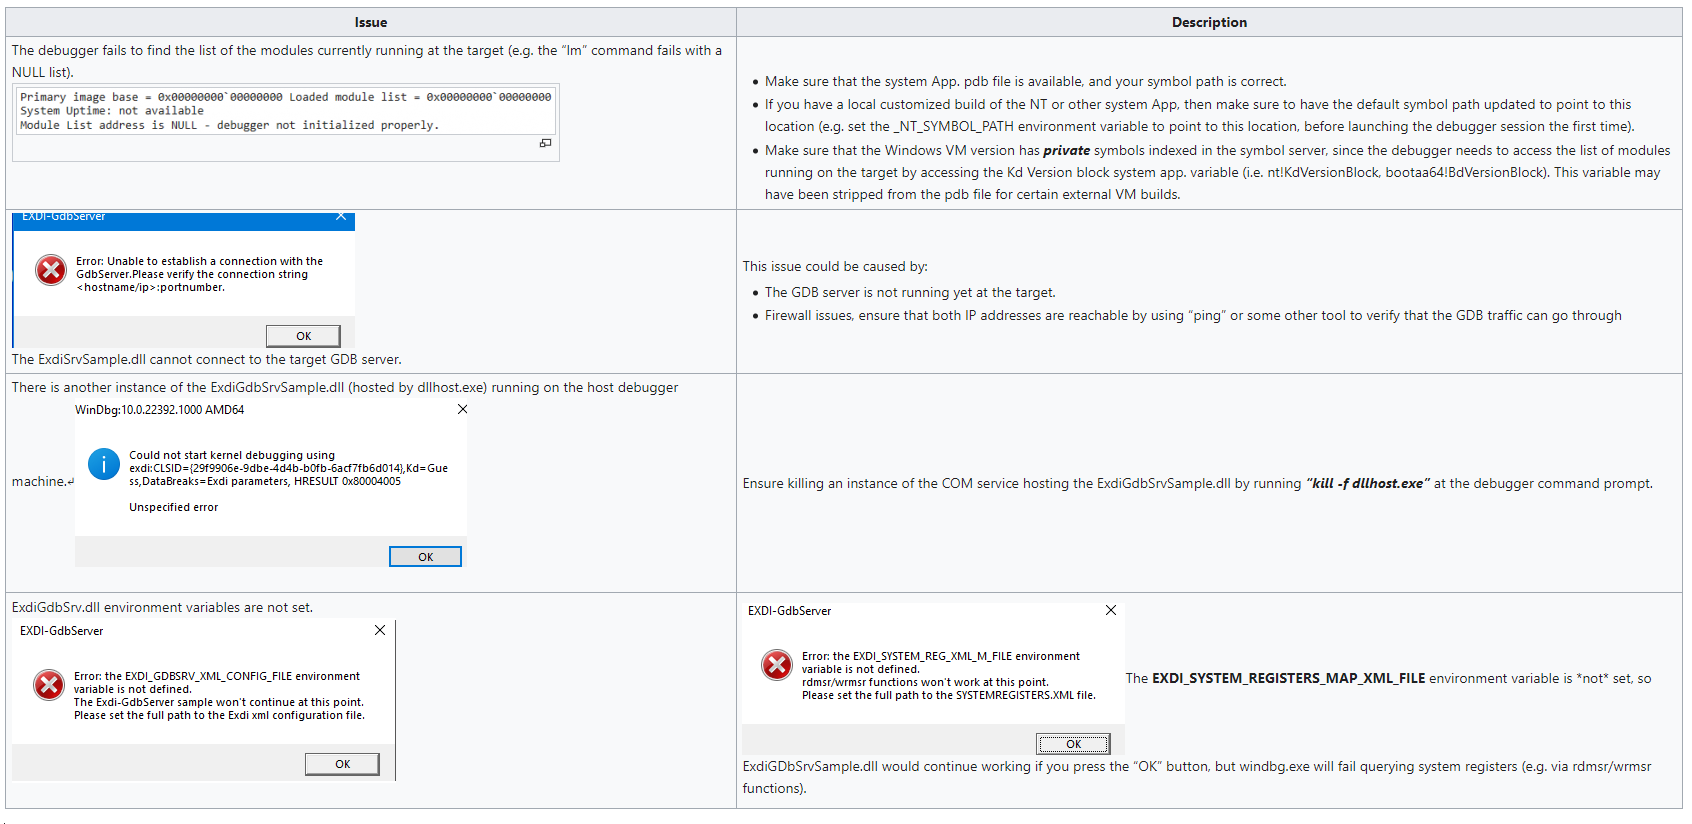 Issue
Description
The debugger fails to find the list of the modules currently running at the target (e.g. the “lm” command fails with a
NULL list).
Primary image base = 0x00000000`00000000 Loaded module list = 0x00000000`00000000
System Uptime: not available
Module List address is NULL - debugger not initialized properly.
• Make sure that the system App. pdb file is available, and your symbol path is correct.
• If you have a local customized build of the NT or other system App, then make sure to have the default symbol path updated to point to this
location (e.g. set the _NT_SYMBOL_PATH environment variable to point to this location, before launching the debugger session the first time).
• Make sure that the Windows VM version has private symbols indexed in the symbol server, since the debugger needs to access the list of modules
running on the target by accessing the Kd Version block system app. variable (i.e. nt!KdVersionBlock, bootaa64!BdVersionBlock). This variable may
have been stripped from the pdb file for certain external VM builds.
EXDI-GdbServer
Error: Unable to establish a connection with the
GdbServer.Please verify the connection string
<hostname/ip>:portnumber.
OK
The ExdiSrvSample.dll cannot connect to the target GDB server.
This issue could be caused by:
• The GDB server is not running yet at the target.
• Firewall issues, ensure that both IP addresses are reachable by using “ping” or some other tool to verify that the GDB traffic can go through
There is another instance of the ExdiGdbSrvSample.dll (hosted by dllhost.exe) running on the host debugger
WinDbg:10.0.22392.1000 AMD64
Could not start kernel debugging using
exdi:CLSID={29f9906e-9dbe-4d4b-b0fb-6acf7fb6d014},Kd=Gue
ss,DataBreaks=Exdi parameters, HRESULT 0x80004005
Unspecified error
OK
machine.↲
Ensure killing an instance of the COM service hosting the ExdiGdbSrvSample.dll by running “kill -f dllhost.exe” at the debugger command prompt.
ExdiGdbSrv.dll environment variables are not set.
EXDI-GdbServer
Error: the EXDI_GDBSRV_XML_CONFIG_FILE environment
variable is not defined.
The Exdi-GdbServer sample won't continue at this point.
Please set the full path to the Exdi xml configuration file.
OK
EXDI-GdbServer
Error: the EXDI_SYSTEM_REG_XML_M_FILE environment
variable is not defined.
rdmsr/wrmsr functions won't work at this point.
Please set the full path to the SYSTEMREGISTERS.XML file.
OK
The EXDI_SYSTEM_REGISTERS_MAP_XML_FILE environment variable is *not* set, so
ExdiGDbSrvSample.dll would continue working if you press the “OK” button, but windbg.exe will fail querying system registers (e.g. via rdmsr/wrmsr
functions).